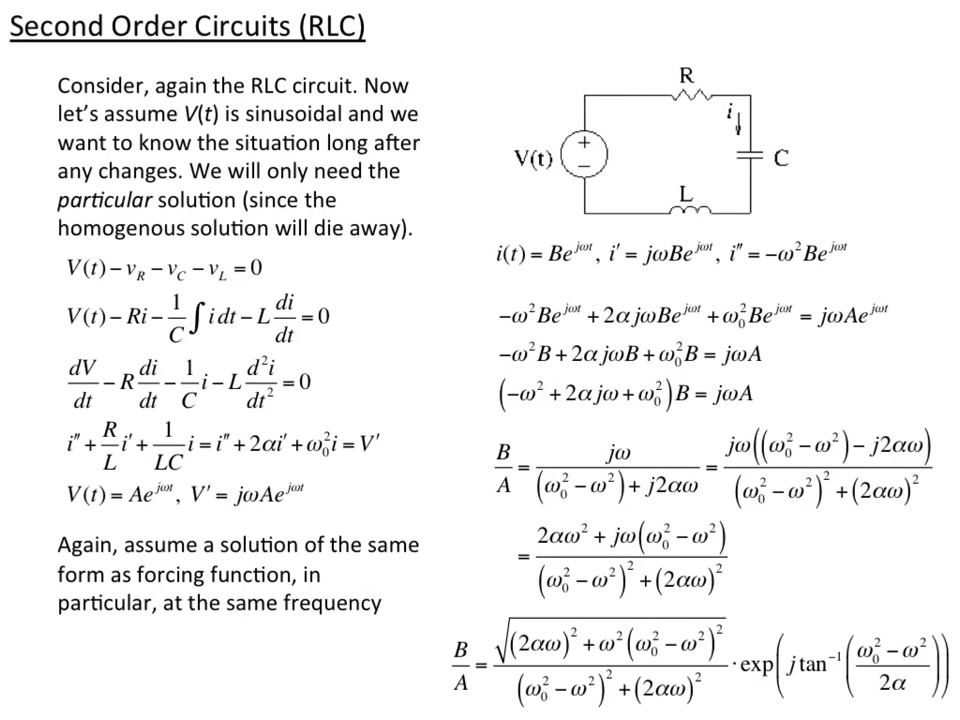 Second Order Circuits (RLC)
Consider, again the RLC circuit. Now
let's assume V(t) is sinusoidal and we
want to know the situation long after
any changes. We will only need the
particular solution (since the
homogenous solution will die away).
V(t) − v_R − v_C − v_L = 0
V(t) − Ri − (1/C) ∫ i dt − L (di/dt) = 0
dV/dt − R (di/dt) − (1/C) i − L (d²i/dt²) = 0
i″ + (R/L) i′ + (1/LC) i = i″ + 2αi′ + ω₀² i = V′
V(t) = Ae^{jωt}, V′ = jωAe^{jωt}
Again, assume a solution of the same
form as forcing function, in
particular, at the same frequency
R
i
V(t)
+
−
C
L
i(t) = Be^{jωt}, i′ = jωBe^{jωt}, i″ = −ω²Be^{jωt}
−ω²Be^{jωt} + 2αjωBe^{jωt} + ω₀²Be^{jωt} = jωAe^{jωt}
−ω²B + 2αjωB + ω₀²B = jωA
(−ω² + 2αjω + ω₀²)B = jωA
B/A = jω / ((ω₀² − ω²) + j2αω) = jω((ω₀² − ω²) − j2αω) / ((ω₀² − ω²)² + (2αω)²)
= (2αω² + jω(ω₀² − ω²)) / ((ω₀² − ω²)² + (2αω)²)
B/A = √((2αω)² + ω²(ω₀² − ω²)²) / ((ω₀² − ω²)² + (2αω)²) · exp(j tan⁻¹((ω₀² − ω²) / 2α))